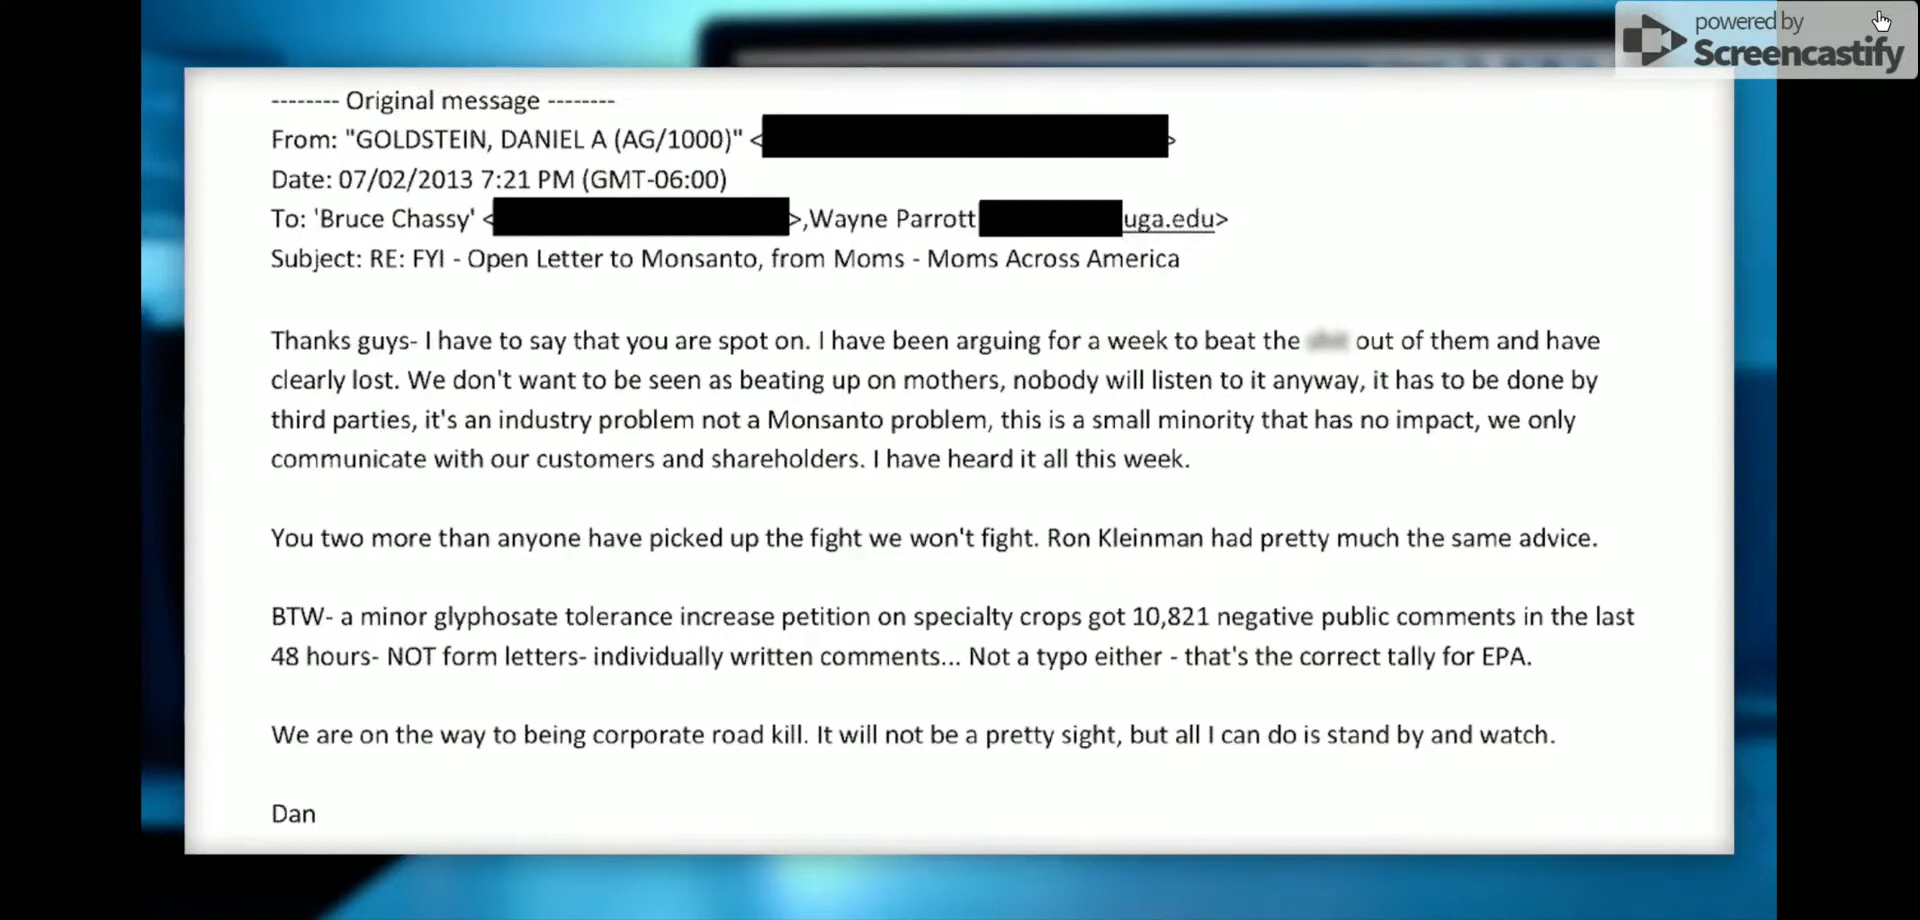 powered by
Screencastify
-------- Original message --------
From: "GOLDSTEIN, DANIEL A (AG/1000)" < >
Date: 07/02/2013 7:21 PM (GMT-06:00)
To: 'Bruce Chassy' < >,Wayne Parrott uga.edu>
Subject: RE: FYI - Open Letter to Monsanto, from Moms - Moms Across America
Thanks guys- I have to say that you are spot on. I have been arguing for a week to beat the out of them and have
clearly lost. We don't want to be seen as beating up on mothers, nobody will listen to it anyway, it has to be done by
third parties, it's an industry problem not a Monsanto problem, this is a small minority that has no impact, we only
communicate with our customers and shareholders. I have heard it all this week.
You two more than anyone have picked up the fight we won't fight. Ron Kleinman had pretty much the same advice.
BTW- a minor glyphosate tolerance increase petition on specialty crops got 10,821 negative public comments in the last
48 hours- NOT form letters- individually written comments... Not a typo either - that's the correct tally for EPA.
We are on the way to being corporate road kill. It will not be a pretty sight, but all I can do is stand by and watch.
Dan